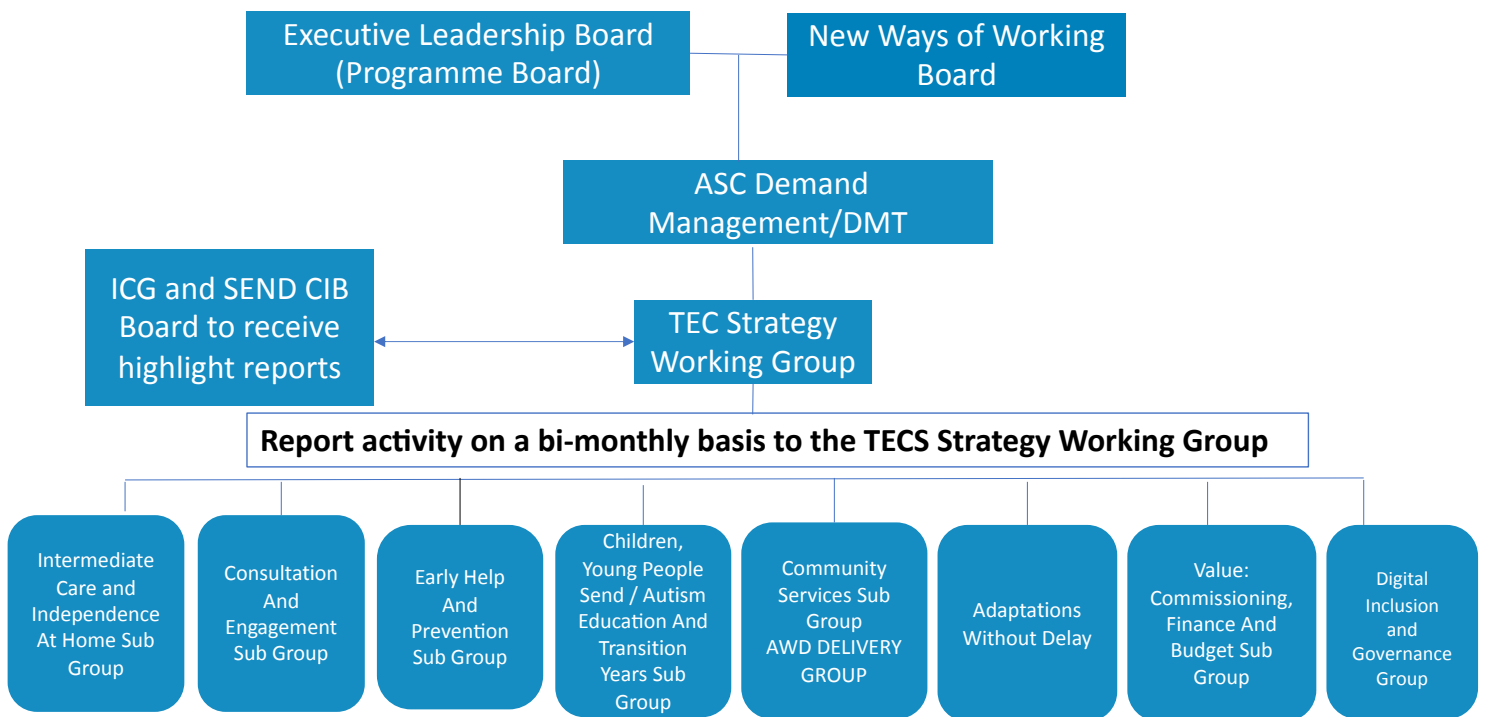 Executive Leadership Board
(Programme Board)
New Ways of Working
Board
ASC Demand
Management/DMT
ICG and SEND CIB
Board to receive
highlight reports
TEC Strategy
Working Group
Report activity on a bi-monthly basis to the TECS Strategy Working Group
Intermediate
Care and
Independence
At Home Sub
Group
Consultation
And
Engagement
Sub Group
Early Help
And
Prevention
Sub Group
Children,
Young People
Send / Autism
Education And
Transition
Years Sub
Group
Community
Services Sub
Group
AWD DELIVERY
GROUP
Adaptations
Without Delay
Value:
Commissioning,
Finance And
Budget Sub
Group
Digital
Inclusion
and
Governance
Group